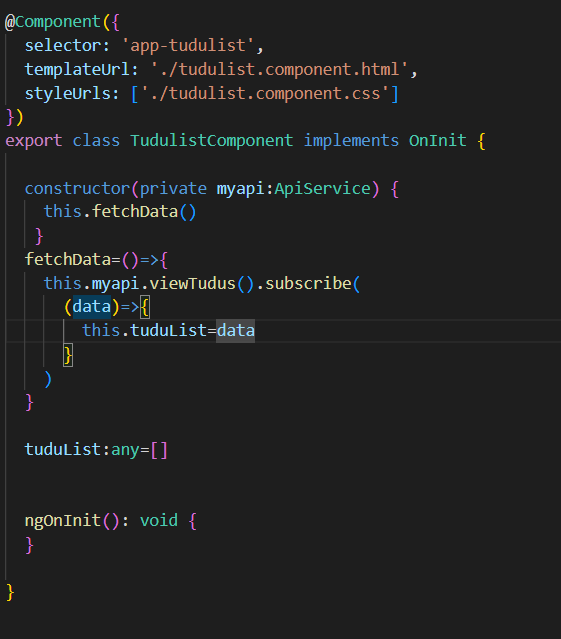 @Component({
  selector: 'app-tudulist',
  templateUrl: './tudulist.component.html',
  styleUrls: ['./tudulist.component.css']
})
export class TudulistComponent implements OnInit {
  constructor(private myapi:ApiService) {
    this.fetchData()
   }
  fetchData=()=>{
    this.myapi.viewTudus().subscribe(
      (data)=>{
        this.tuduList=data
      }
    )
  }
  tuduList:any=[]
  ngOnInit(): void {
  }
}